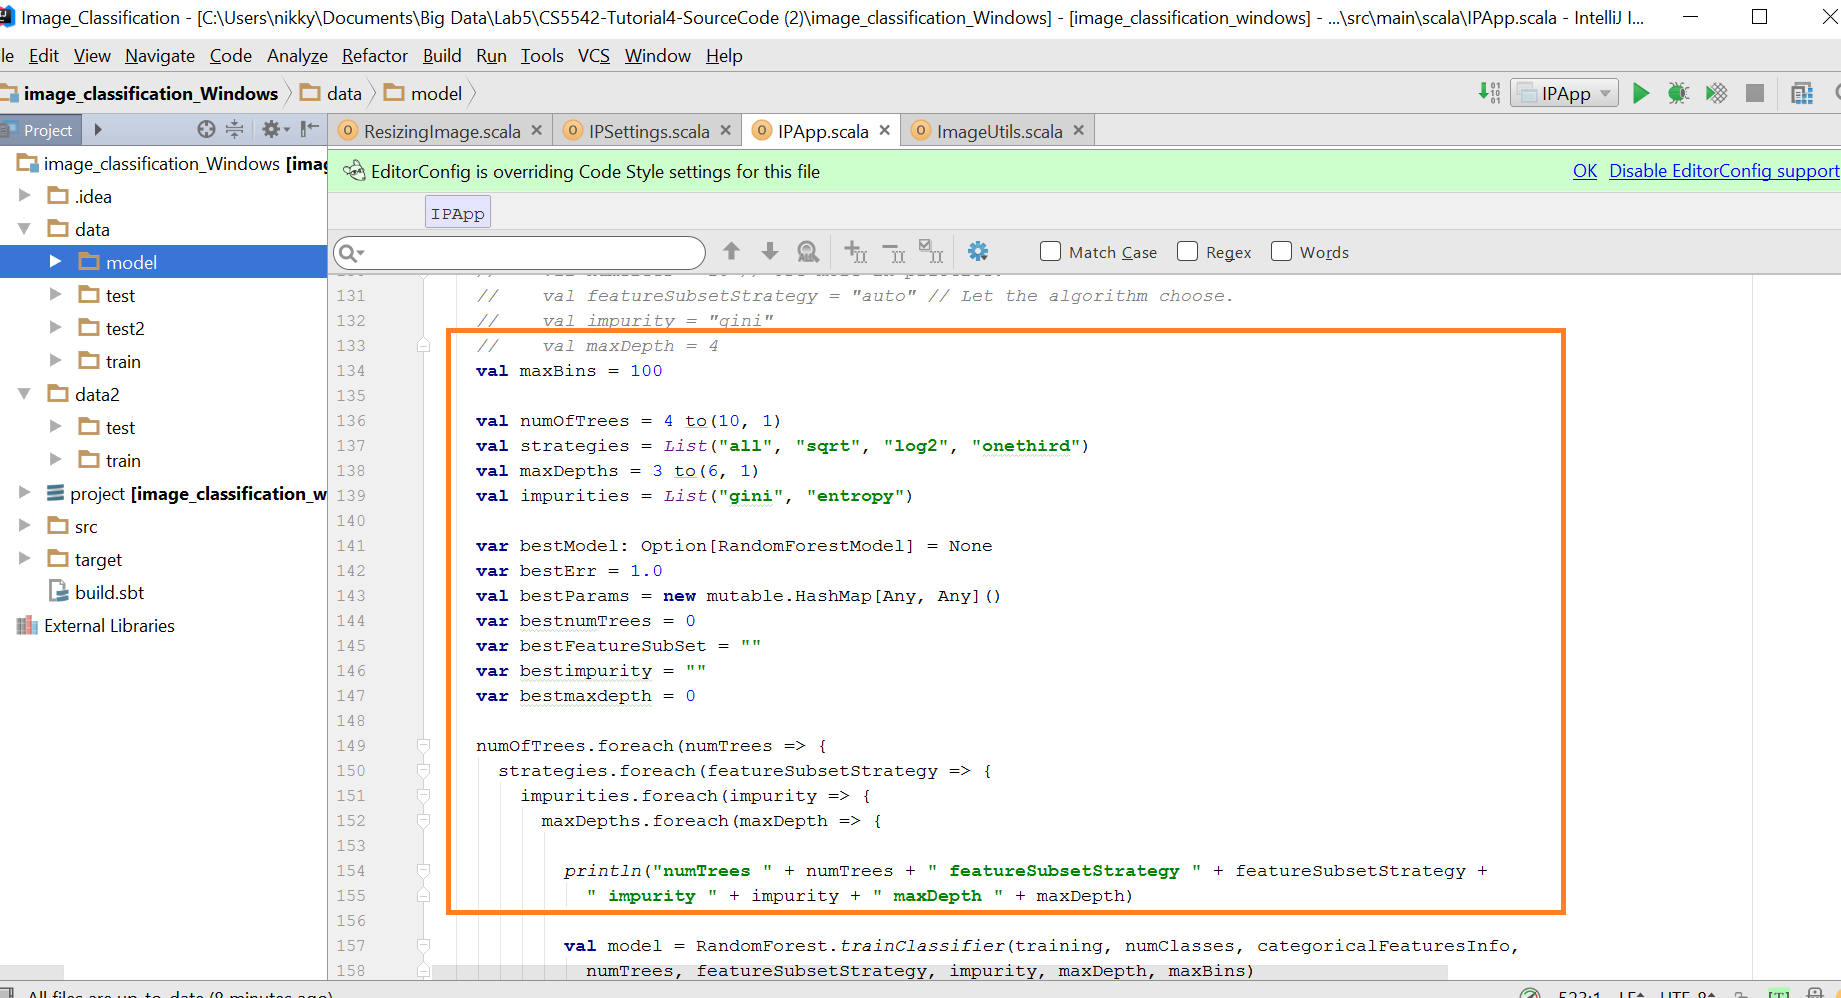 Image_Classification - [C:\Users\nikky\Documents\Big Data\Lab5\CS5542-Tutorial4-SourceCode (2)\image_classification_Windows] - [image_classification_windows] - ...\src\main\scala\IPApp.scala - IntelliJ I...
le Edit View Navigate Code Analyze Refactor Build Run Tools VCS Window Help
image_classification_Windows data model IPApp
Project ResizingImage.scala IPSettings.scala IPApp.scala ImageUtils.scala
image_classification_Windows [imag
.idea
data
model
test
test2
train
data2
test
train
project [image_classification_w
src
target
build.sbt
External Libraries
EditorConfig is overriding Code Style settings for this file OK Disable EditorConfig support
IPApp
Match Case Regex Words
131 // val featureSubsetStrategy = "auto" // Let the algorithm choose.
132 // val impurity = "gini"
133 // val maxDepth = 4
134 val maxBins = 100
135
136 val numOfTrees = 4 to(10, 1)
137 val strategies = List("all", "sqrt", "log2", "onethird")
138 val maxDepths = 3 to(6, 1)
139 val impurities = List("gini", "entropy")
140
141 var bestModel: Option[RandomForestModel] = None
142 var bestErr = 1.0
143 val bestParams = new mutable.HashMap[Any, Any]()
144 var bestnumTrees = 0
145 var bestFeatureSubSet = ""
146 var bestimpurity = ""
147 var bestmaxdepth = 0
148
149 numOfTrees.foreach(numTrees => {
150 strategies.foreach(featureSubsetStrategy => {
151 impurities.foreach(impurity => {
152 maxDepths.foreach(maxDepth => {
153
154 println("numTrees " + numTrees + " featureSubsetStrategy " + featureSubsetStrategy +
155 " impurity " + impurity + " maxDepth " + maxDepth)
156
157 val model = RandomForest.trainClassifier(training, numClasses, categoricalFeaturesInfo,
158 numTrees, featureSubsetStrategy, impurity, maxDepth, maxBins)
All files are up-to-date (8 minutes ago) 523:1 LF UTF-8 [T]